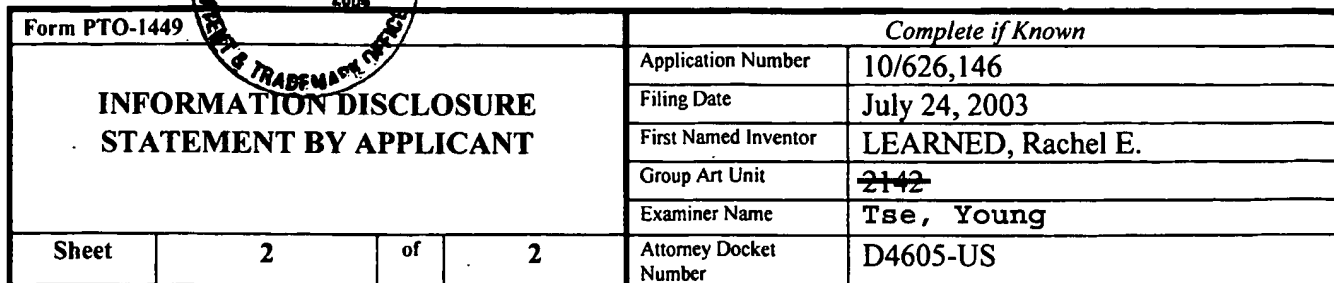 Form PTO-1449
& TRADEMARK OFFICE
INFORMATION DISCLOSURE
STATEMENT BY APPLICANT
Sheet 2 of 2
Complete if Known
Application Number 10/626,146
Filing Date July 24, 2003
First Named Inventor LEARNED, Rachel E.
Group Art Unit 2142
Examiner Name Tse, Young
Attorney Docket
Number D4605-US